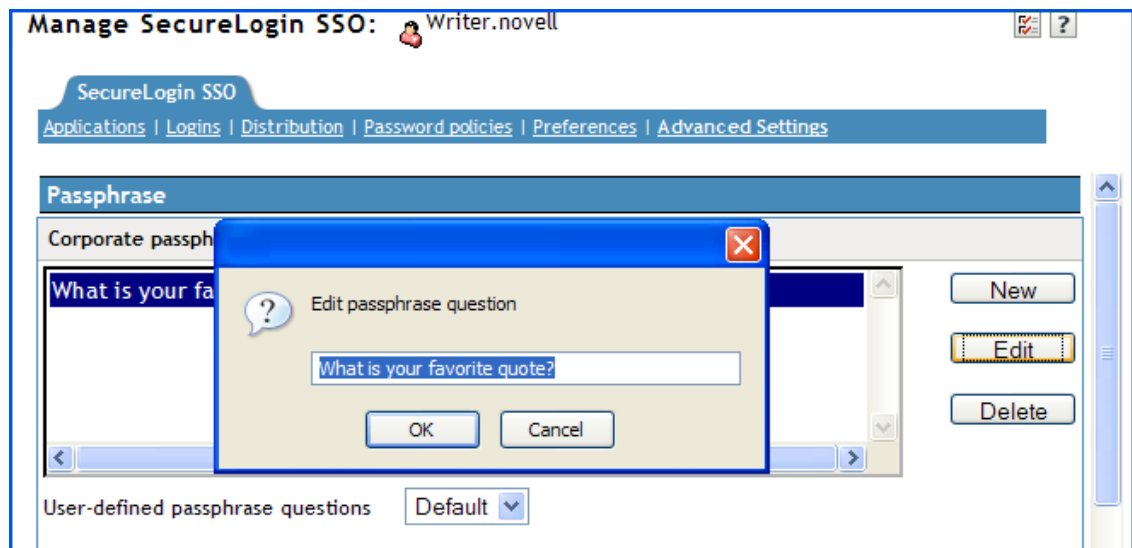 Manage SecureLogin SSO: Writer.novell
?
SecureLogin SSO
Applications | Logins | Distribution | Password policies | Preferences | Advanced Settings
Passphrase
Corporate passph
What is your fa
New
?
Edit passphrase question
Edit
What is your favorite quote?
Delete
OK Cancel
User-defined passphrase questions Default